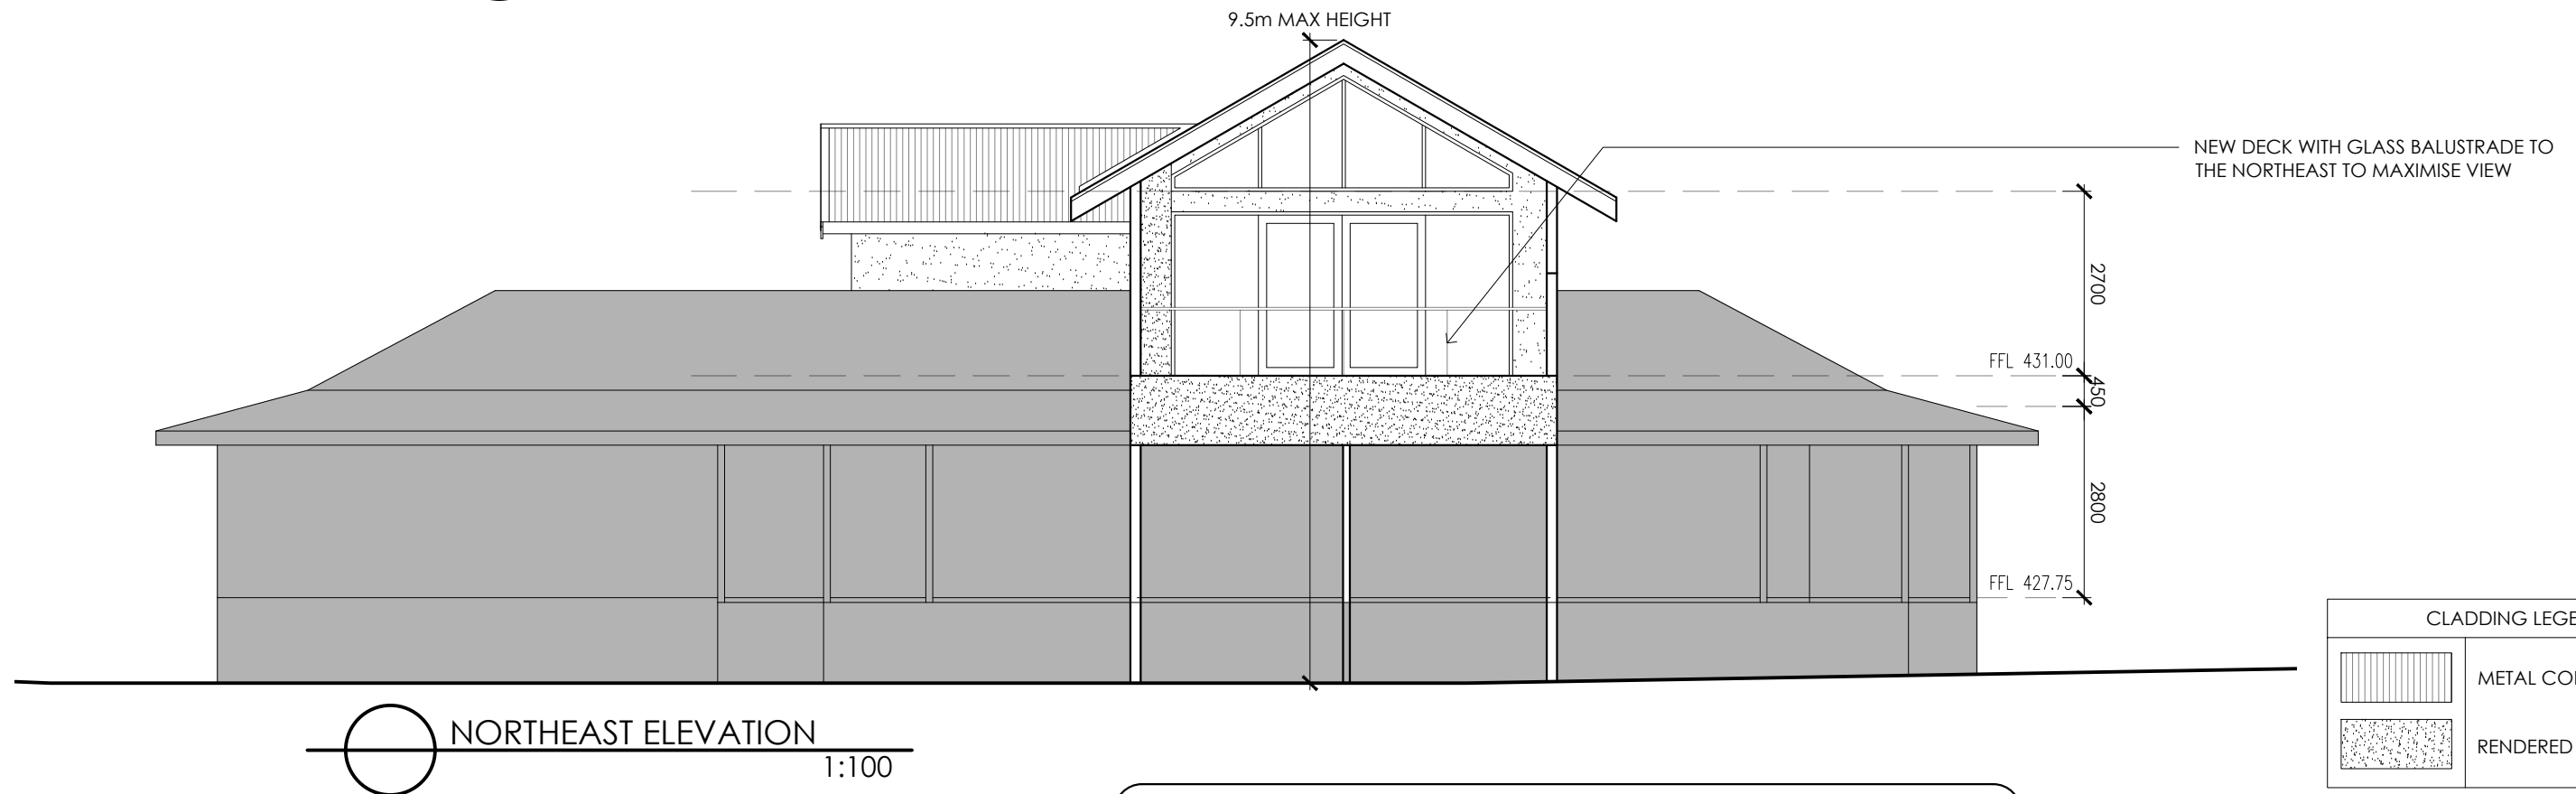 9.5m MAX HEIGHT
NEW DECK WITH GLASS BALUSTRADE TO
THE NORTHEAST TO MAXIMISE VIEW
2700
FFL 431.00
450
2800
FFL 427.75
CLADDING LEGE
METAL COI
RENDERED
NORTHEAST ELEVATION
1:100